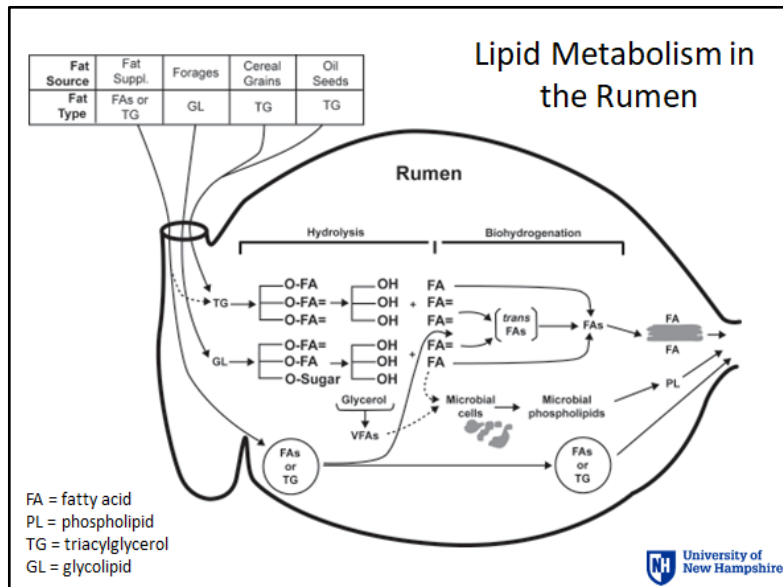 Lipid Metabolism in
the Rumen
Fat Source | Fat Suppl. | Forages | Cereal Grains | Oil Seeds
Fat Type | FAs or TG | GL | TG | TG
Rumen
Hydrolysis
Biohydrogenation
TG
O-FA
O-FA=
O-FA=
OH
OH
OH
+
FA
FA=
FA=
GL
O-FA=
O-FA
O-Sugar
OH
OH
OH
+
FA=
FA
trans
FAs
FAs
FA
FA
Glycerol
VFAs
Microbial
cells
Microbial
phospholipids
PL
FAs
or
TG
FAs
or
TG
FA = fatty acid
PL = phospholipid
TG = triacylglycerol
GL = glycolipid
NH
University of
New Hampshire